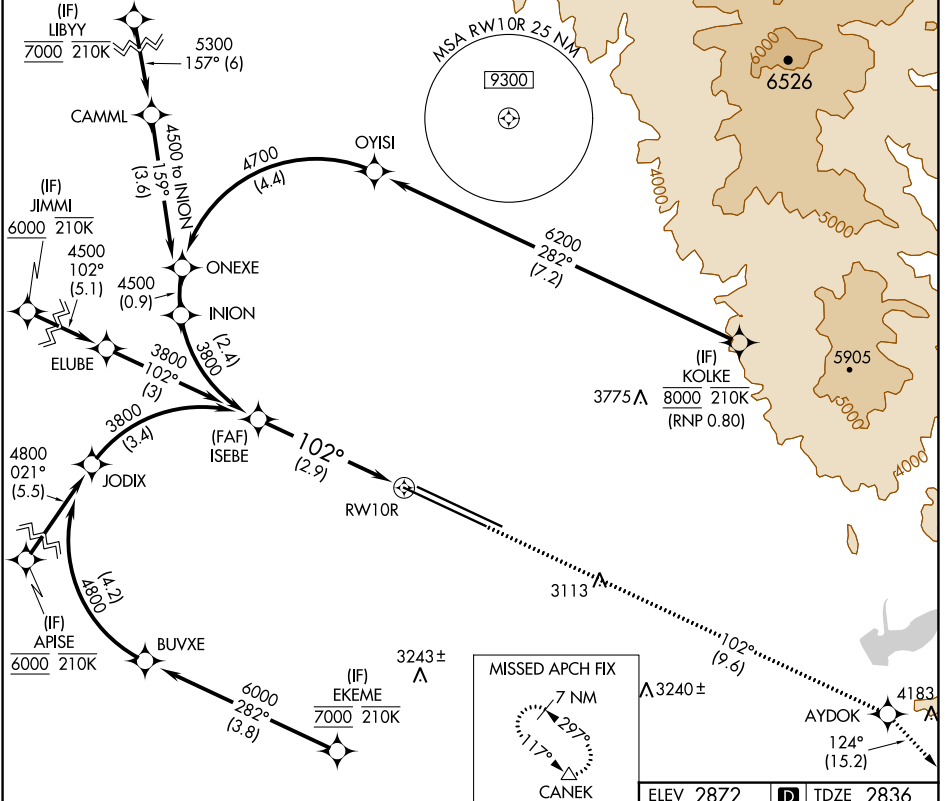 (IF)
LIBYY
7000 210K
5300
157° (6)
CAMML
4500 to INION
159°
(3.6)
MSA RW10R 25 NM
9300
6526
4000
5000
4000
OYISI
4700
(4.4)
6200
282°
(7.2)
(IF)
JIMMI
6000 210K
4500
102°
(5.1)
ONEXE
4500
(0.9)
INION
(2.4)
3800
ELUBE
3800
102°
(3)
(IF)
KOLKE
8000 210K
(RNP 0.80)
3775
5905
5000
4000
3800
(3.4)
(FAF)
ISEBE
102°
(2.9)
4800
021°
(5.5)
JODIX
RW10R
(4.2)
4800
3113
(IF)
APISE
6000 210K
BUVXE
6000
282°
(3.8)
(IF)
EKEME
7000 210K
3243±
MISSED APCH FIX
7 NM
297°
117°
CANEK
3240±
102°
(9.6)
AYDOK
4183
124°
(15.2)
ELEV 2872 D TDZE 2836